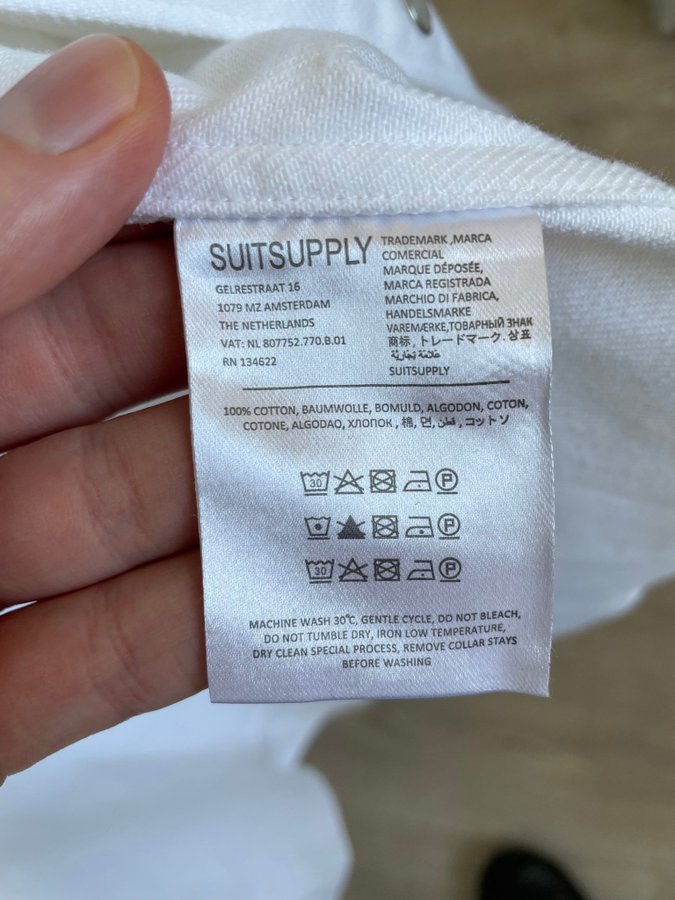 SUITSUPPLY
GELRESTRAAT 16
1079 MZ AMSTERDAM
THE NETHERLANDS
VAT: NL 807752.770.B.01
RN 134622
TRADEMARK ,MARCA
COMERCIAL
MARQUE DÉPOSÉE,
MARCA REGISTRADA
MARCHIO DI FABRICA,
HANDELSMARKE
VAREMÆRKE,ТОВАРНЫЙ ЗНАК
商标, トレードマーク. 상표
علامة تجارية
SUITSUPPLY
100% COTTON, BAUMWOLLE, BOMULD, ALGODON, COTON,
COTONE, ALGODAO, ХЛОПОК , 棉, 면, قطن, コットソ
30 P
P
30 P
MACHINE WASH 30℃, GENTLE CYCLE, DO NOT BLEACH,
DO NOT TUMBLE DRY, IRON LOW TEMPERATURE,
DRY CLEAN SPECIAL PROCESS, REMOVE COLLAR STAYS
BEFORE WASHING